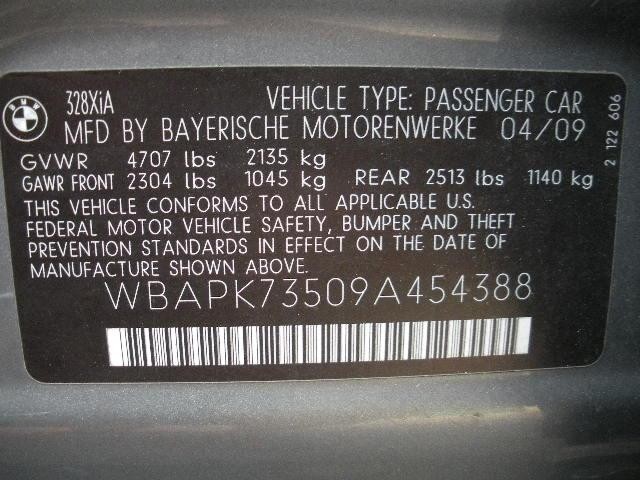 BMW
328XiA VEHICLE TYPE: PASSENGER CAR
MFD BY BAYERISCHE MOTORENWERKE 04/09
GVWR 4707 lbs 2135 kg
GAWR FRONT 2304 lbs 1045 kg REAR 2513 lbs 1140 kg
THIS VEHICLE CONFORMS TO ALL APPLICABLE U.S.
FEDERAL MOTOR VEHICLE SAFETY, BUMPER AND THEFT
PREVENTION STANDARDS IN EFFECT ON THE DATE OF
MANUFACTURE SHOWN ABOVE.
WBAPK73509A454388
2 122 606